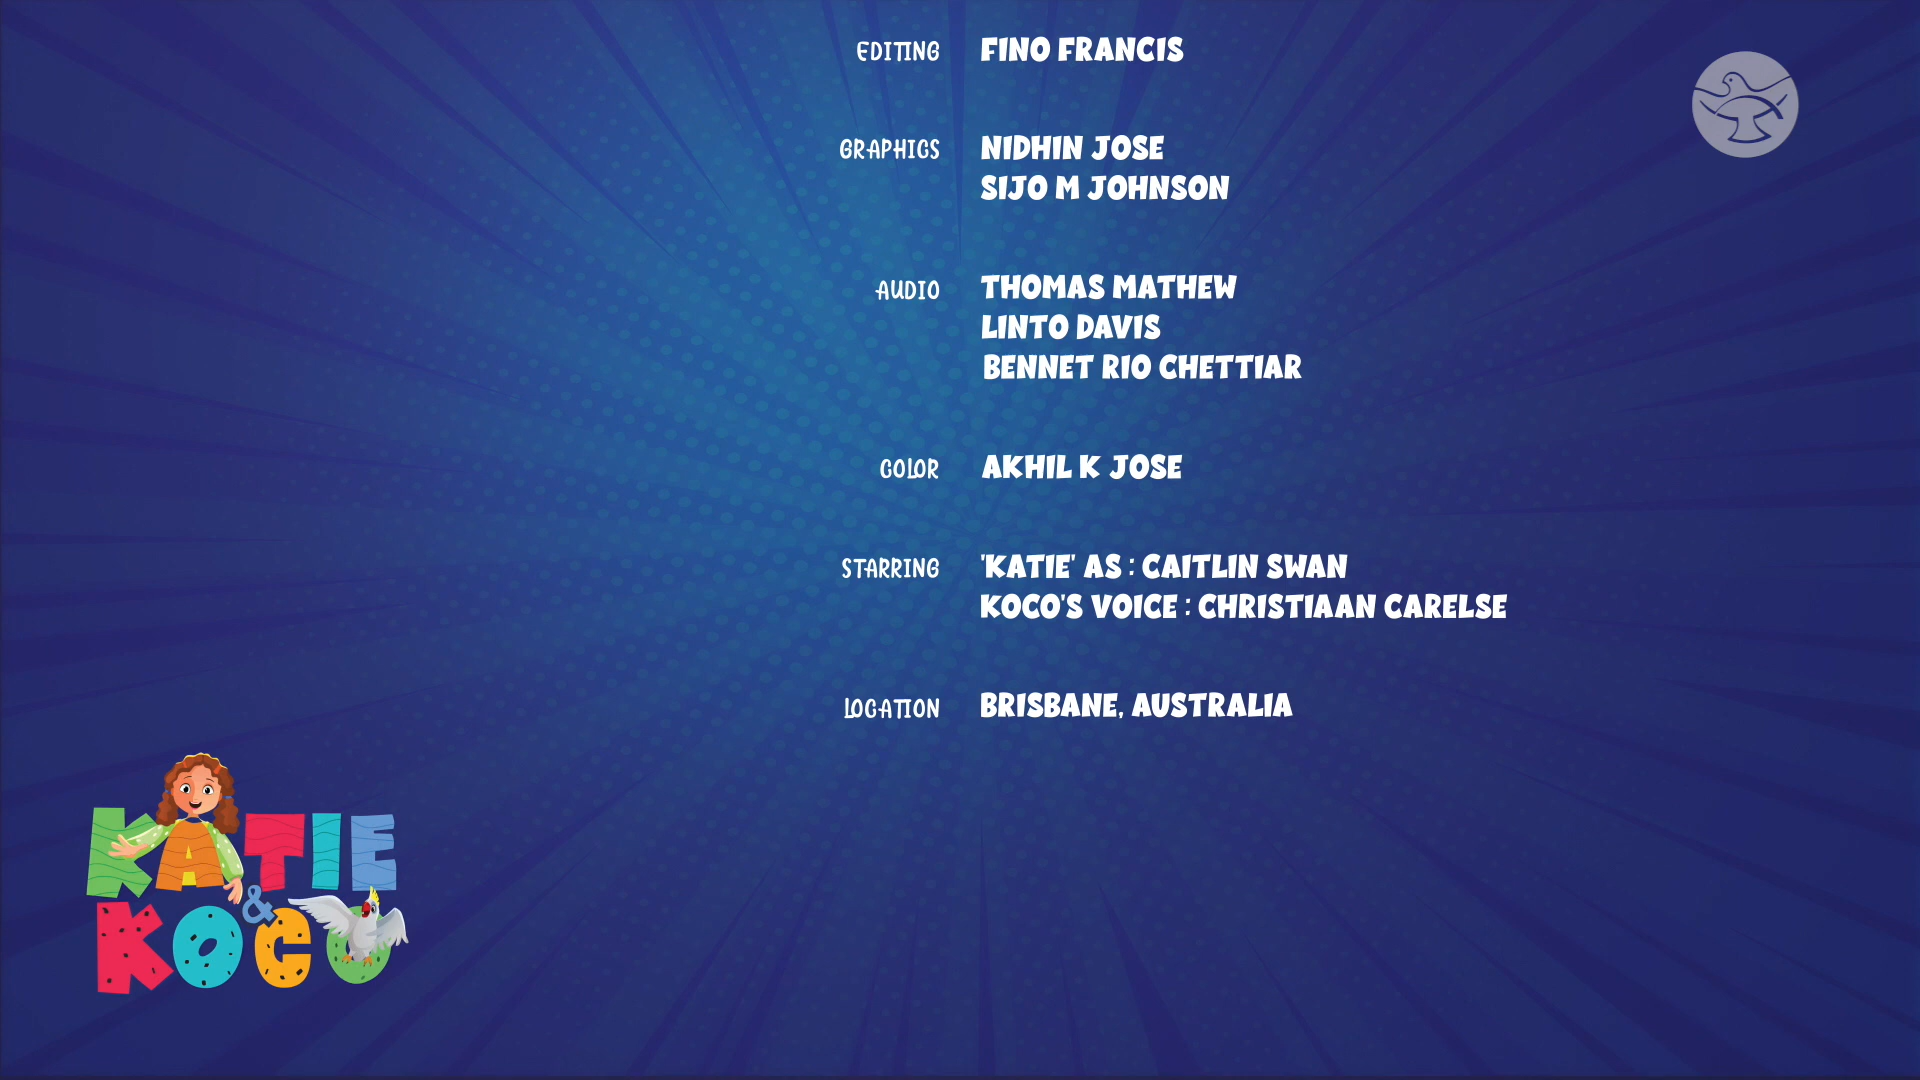 EDITING FINO FRANCIS
GRAPHICS NIDHIN JOSE
SIJO M JOHNSON
AUDIO THOMAS MATHEW
LINTO DAVIS
BENNET RIO CHETTIAR
COLOR AKHIL K JOSE
STARRING 'KATIE' AS : CAITLIN SWAN
KOCO'S VOICE : CHRISTIAAN CARELSE
LOCATION BRISBANE, AUSTRALIA
KATIE
&
KOCO